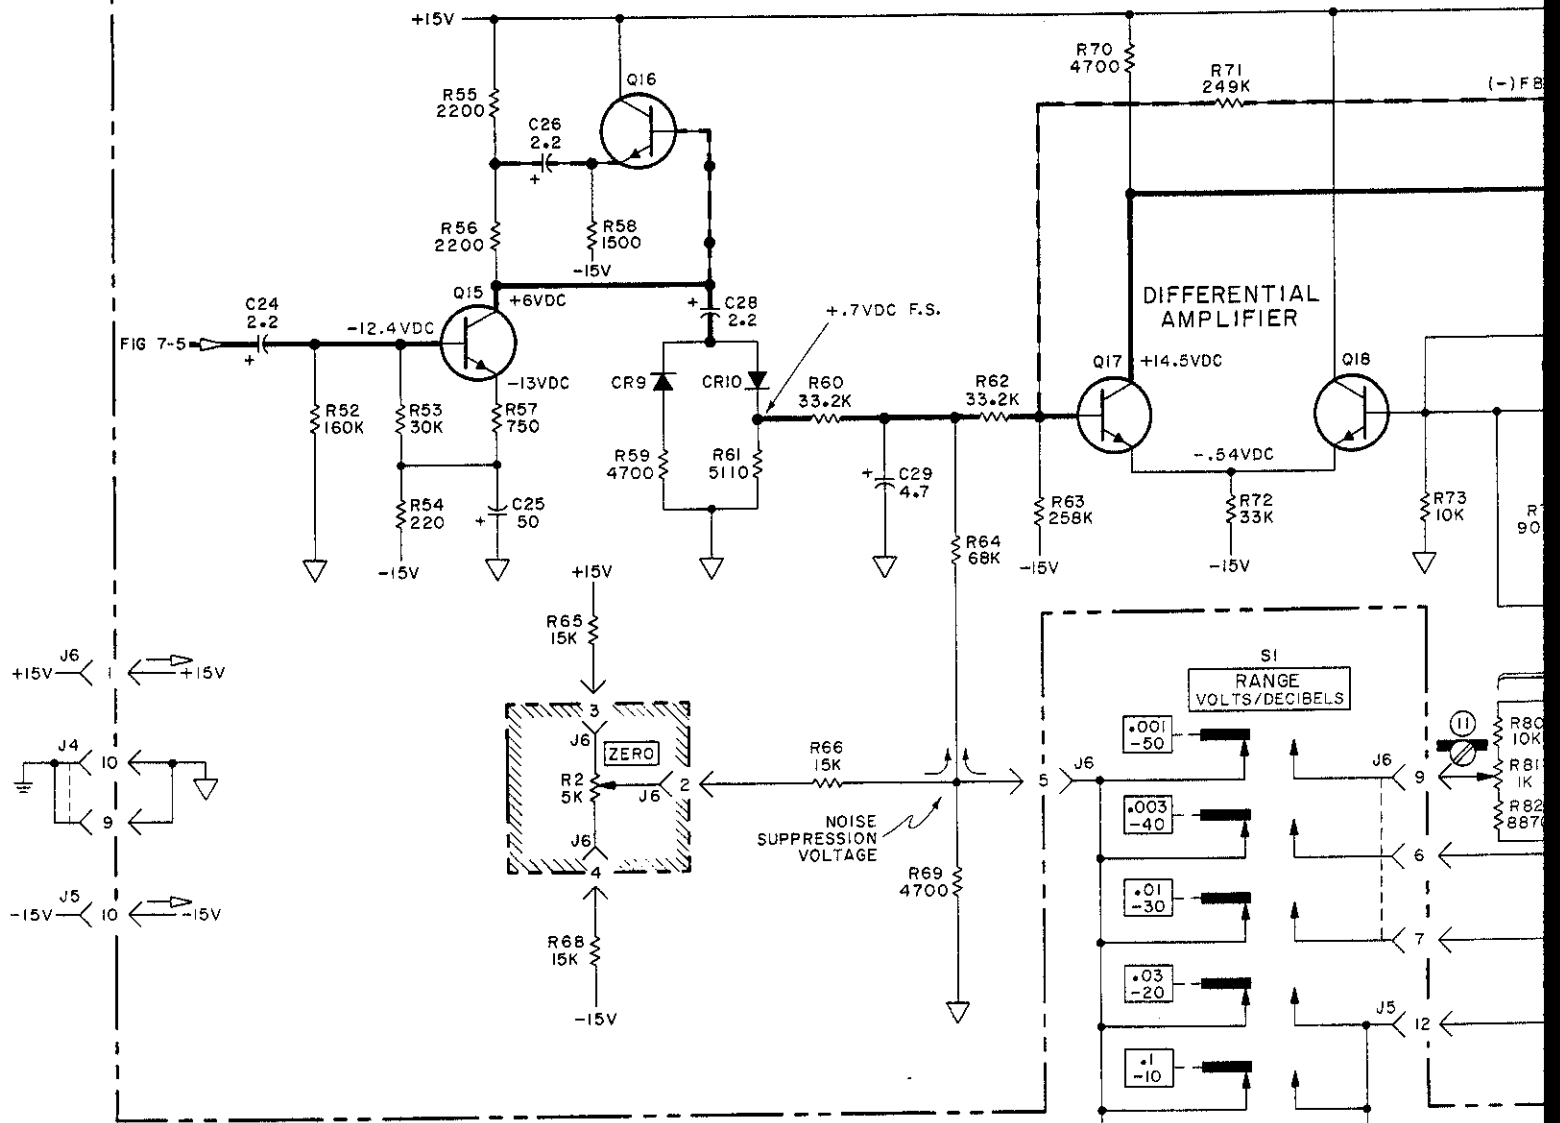 +15V
R70
4700
R71
249K
(-)FB
Q16
R55
2200
C26
2.2
+
R56
2200
R58
1500
-15V
Q15
+6VDC
C24
2.2
+
-12.4VDC
FIG 7-5
-13VDC
+
C28
2.2
+.7VDC F.S.
DIFFERENTIAL
AMPLIFIER
Q17
+14.5VDC
Q18
CR9
CR10
R60
33.2K
R62
33.2K
R52
160K
R53
30K
R57
750
R59
4700
R61
5110
+
C29
4.7
-.54VDC
R54
220
+
C25
50
R63
258K
R72
33K
R73
10K
90
R64
68K
-15V
-15V
-15V
+15V
R65
15K
J6
+15V
1
+15V
S1
RANGE
VOLTS/DECIBELS
3
J6
ZERO
R2
5K
J6
2
J6
4
R66
15K
NOISE
SUPPRESSION
VOLTAGE
R69
4700
5
J6
.001
-50
.003
-40
.01
-30
.03
-20
.1
-10
11
J6
9
6
7
J5
12
R80
10K
R81
1K
R82
887
J4
10
9
J5
-15V
10
-15V
R68
15K
-15V